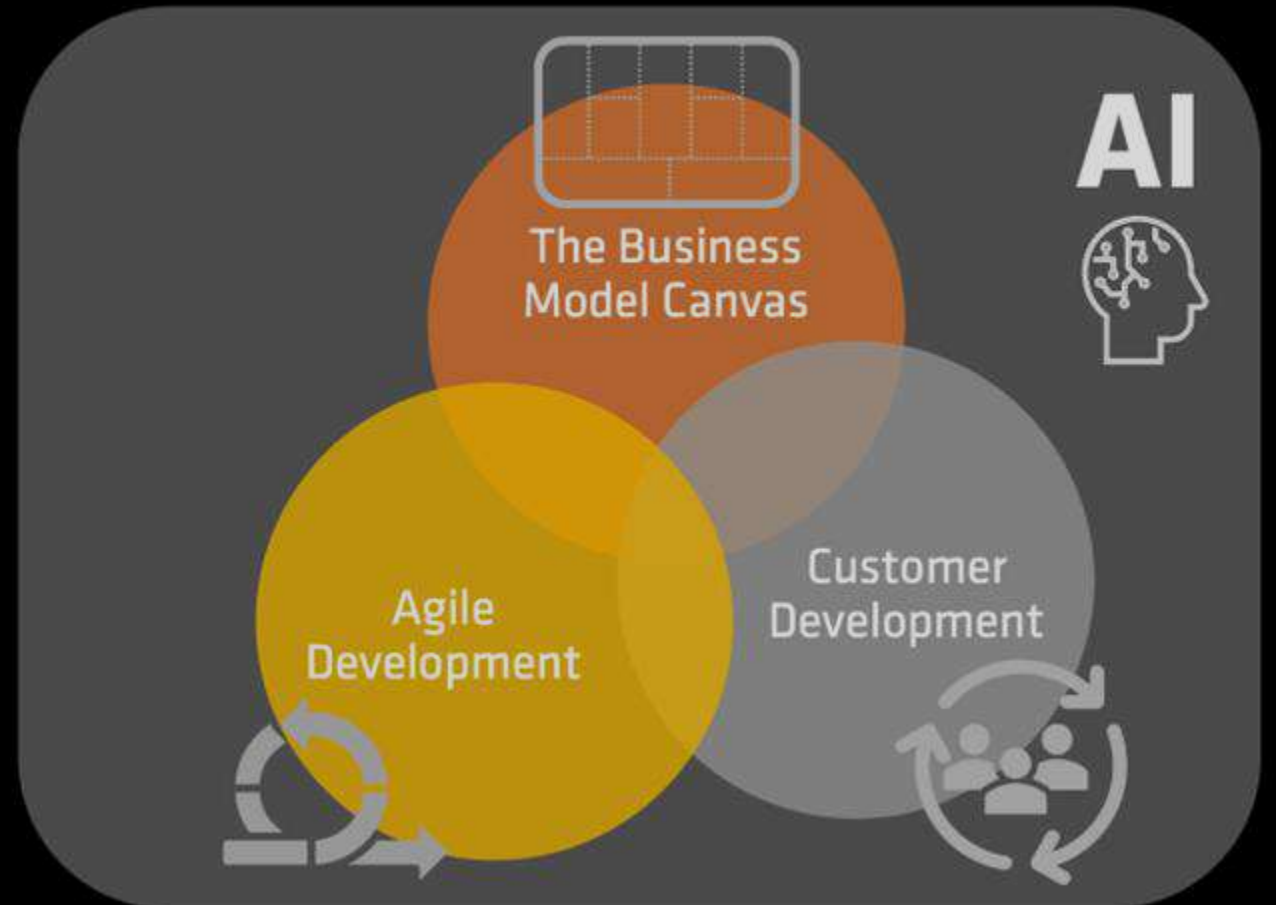 AI
The Business
Model Canvas
Customer
Development
Agile
Development